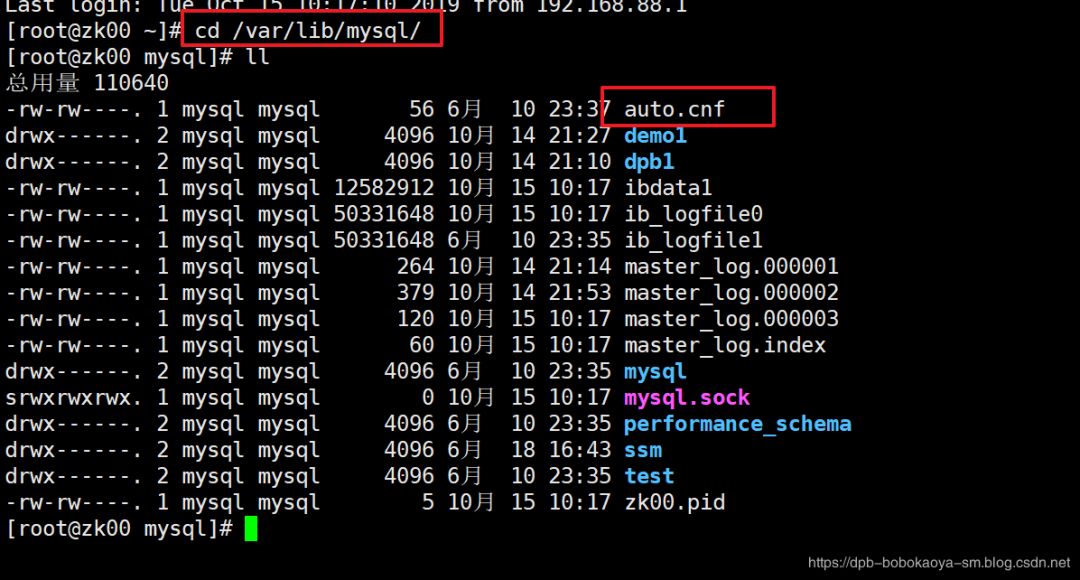 Last login: Tue Oct 15 10:17:10 2019 from 192.168.88.1
[root@zk00 ~]# cd /var/lib/mysql/
[root@zk00 mysql]# ll
总用量 110640
-rw-rw----. 1 mysql mysql       56 6月  10 23:37 auto.cnf
drwx------. 2 mysql mysql     4096 10月 14 21:27 demo1
drwx------. 2 mysql mysql     4096 10月 14 21:10 dpb1
-rw-rw----. 1 mysql mysql 12582912 10月 15 10:17 ibdata1
-rw-rw----. 1 mysql mysql 50331648 10月 15 10:17 ib_logfile0
-rw-rw----. 1 mysql mysql 50331648 6月  10 23:35 ib_logfile1
-rw-rw----. 1 mysql mysql      264 10月 14 21:14 master_log.000001
-rw-rw----. 1 mysql mysql      379 10月 14 21:53 master_log.000002
-rw-rw----. 1 mysql mysql      120 10月 15 10:17 master_log.000003
-rw-rw----. 1 mysql mysql       60 10月 15 10:17 master_log.index
drwx------. 2 mysql mysql     4096 6月  10 23:35 mysql
srwxrwxrwx. 1 mysql mysql        0 10月 15 10:17 mysql.sock
drwx------. 2 mysql mysql     4096 6月  10 23:35 performance_schema
drwx------. 2 mysql mysql     4096 6月  18 16:43 ssm
drwx------. 2 mysql mysql     4096 6月  10 23:35 test
-rw-rw----. 1 mysql mysql        5 10月 15 10:17 zk00.pid
[root@zk00 mysql]#
https://dpb-bobokaoya-sm.blog.csdn.net